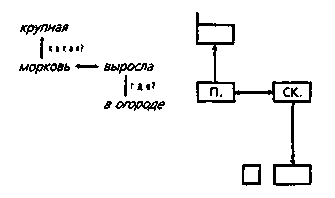 крупная
какая?
морковь выросла
где?
в огороде
п. ск.